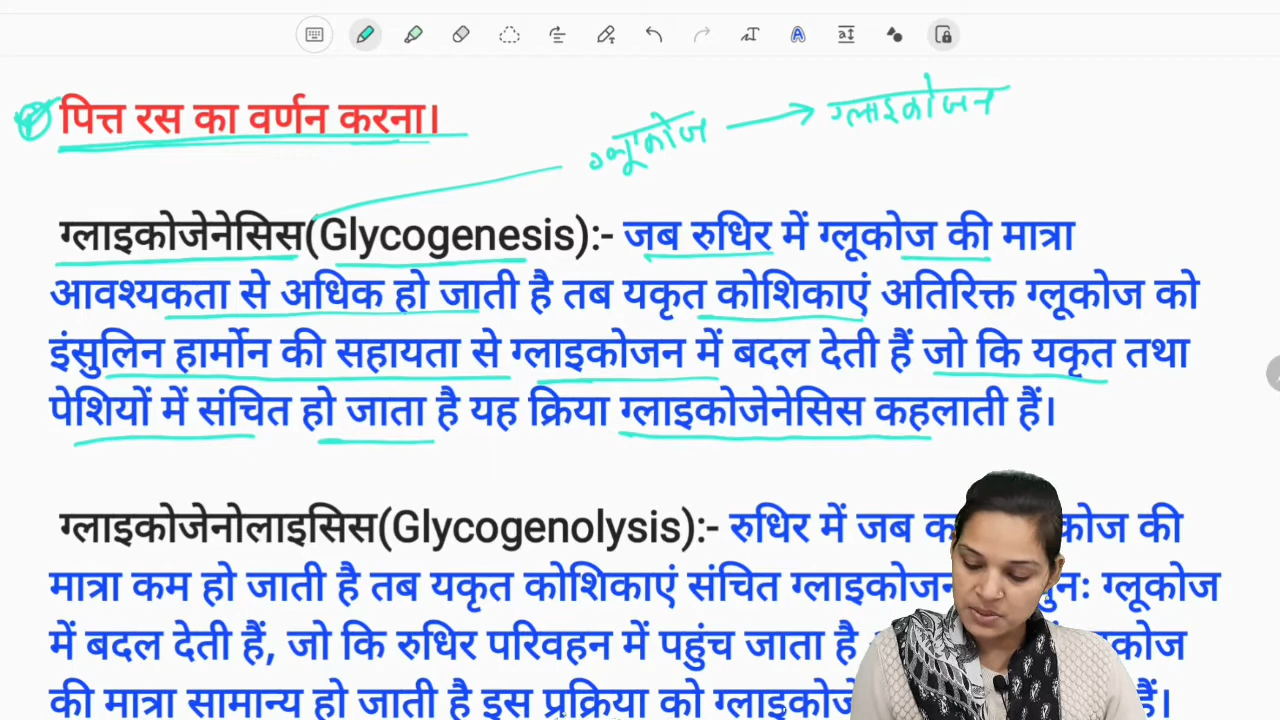 पित्त रस का वर्णन करना।
ग्लूकोज → ग्लाइकोजन
ग्लाइकोजेनेसिस(Glycogenesis):- जब रुधिर में ग्लूकोज की मात्रा
आवश्यकता से अधिक हो जाती है तब यकृत कोशिकाएं अतिरिक्त ग्लूकोज को
इंसुलिन हार्मोन की सहायता से ग्लाइकोजन में बदल देती हैं जो कि यकृत तथा
पेशियों में संचित हो जाता है यह क्रिया ग्लाइकोजेनेसिस कहलाती हैं।
ग्लाइकोजेनोलाइसिस(Glycogenolysis):- रुधिर में जब की
मात्रा कम हो जाती है तब यकृत कोशिकाएं संचित ग्लाइकोजन ग्लूकोज
में बदल देती हैं, जो कि रुधिर परिवहन में पहुंच जाता है
की मात्रा सामान्य हो जाती है इस प्रक्रिया को हैं।